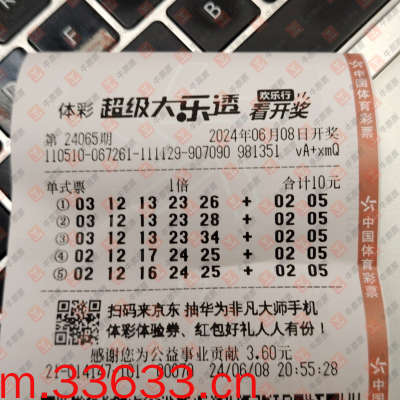 体彩 超级大乐透 欢乐行 看开奖
第 24065期 2024年06月08日开奖
110510-067261-111129-907090 981351 vA+xmQ
单式票 1倍 合计10元
① 03 12 13 23 26 + 02 05
② 03 12 13 23 28 + 02 05
③ 03 12 13 23 34 + 02 05
④ 02 12 17 24 25 + 02 05
⑤ 02 12 16 24 25 + 02 05
扫码来京东 抽华为非凡大师手机
体彩体验券、红包好礼人人有份！
感谢您为公益事业贡献 3.60元
24/06/08 20:55:28
m.33633.cn
中国体育彩票
中国体育彩票